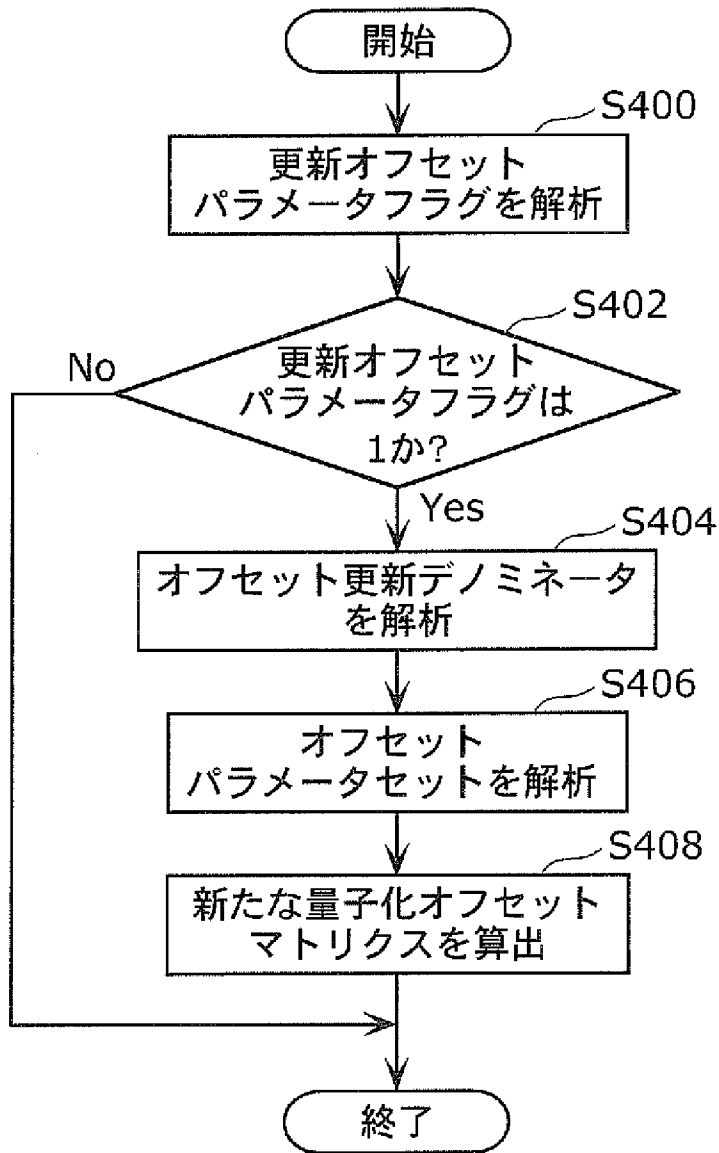 開始
S400
更新オフセット
パラメータフラグを解析
S402
No
更新オフセット
パラメータフラグは
1か?
Yes
S404
オフセット更新デノミネータ
を解析
S406
オフセット
パラメータセットを解析
S408
新たな量子化オフセット
マトリクスを算出
終了